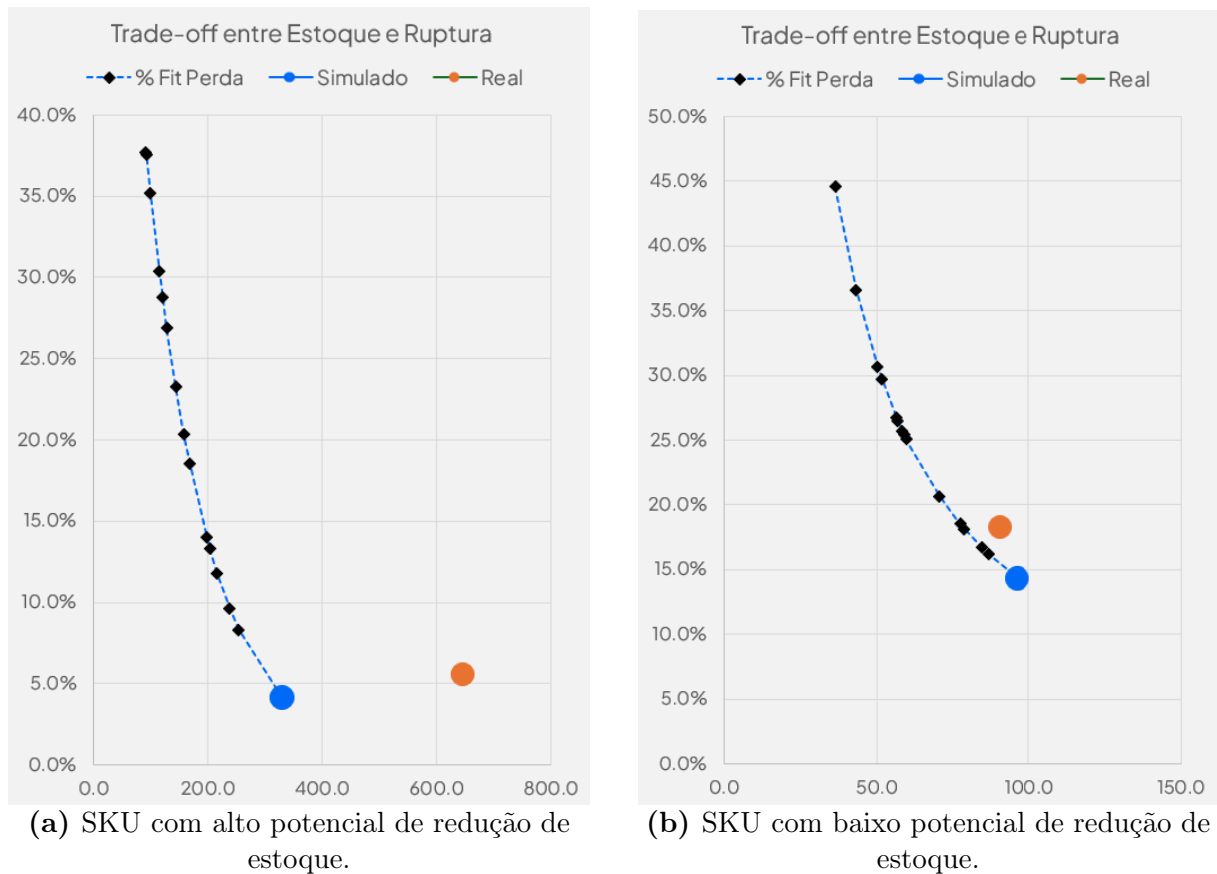 Trade-off entre Estoque e Ruptura
% Fit Perda Simulado Real
40.0%
35.0%
30.0%
25.0%
20.0%
15.0%
10.0%
5.0%
0.0%
0.0 200.0 400.0 600.0 800.0
(a) SKU com alto potencial de redução de
estoque.
Trade-off entre Estoque e Ruptura
% Fit Perda Simulado Real
50.0%
45.0%
40.0%
35.0%
30.0%
25.0%
20.0%
15.0%
10.0%
5.0%
0.0%
0.0 50.0 100.0 150.0
(b) SKU com baixo potencial de redução de
estoque.